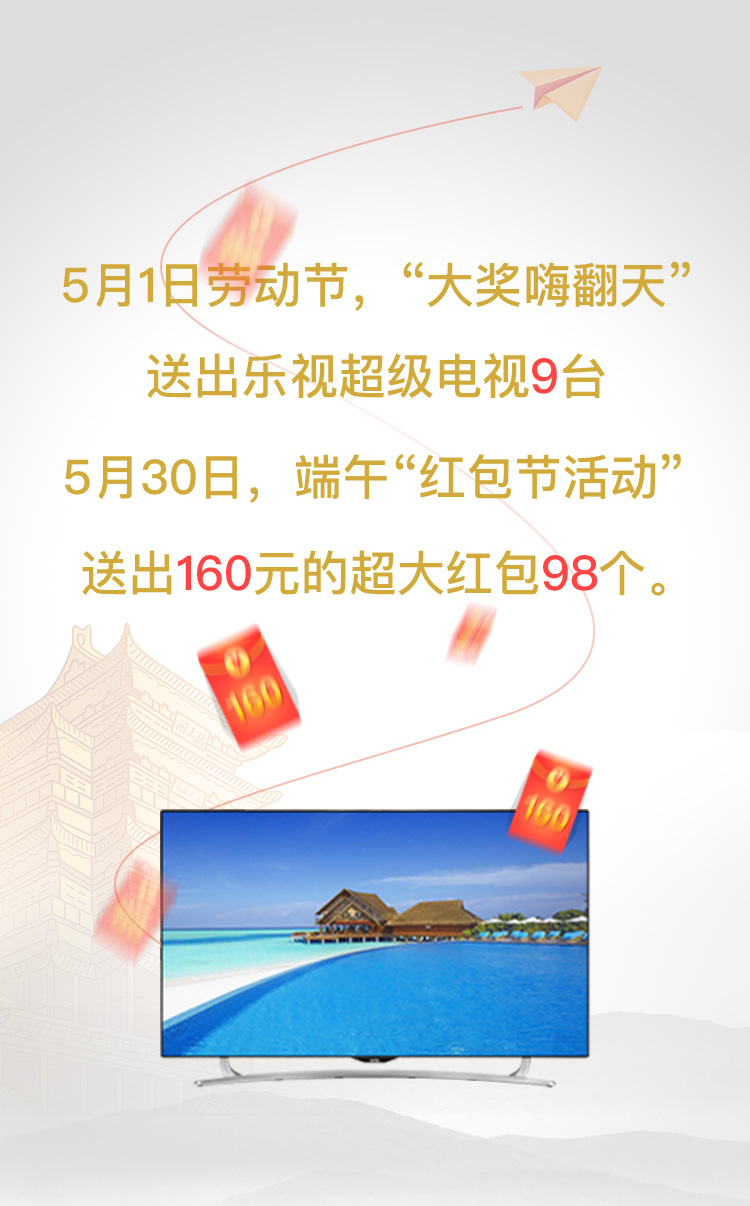 5月1日劳动节，“大奖嗨翻天”
送出乐视超级电视9台
5月30日，端午“红包节活动”
送出160元的超大红包98个。
160
160